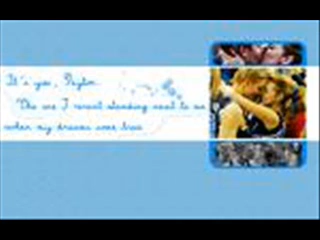 It's you, Peyton.
"The one I want standing next to me
when my dreams come true